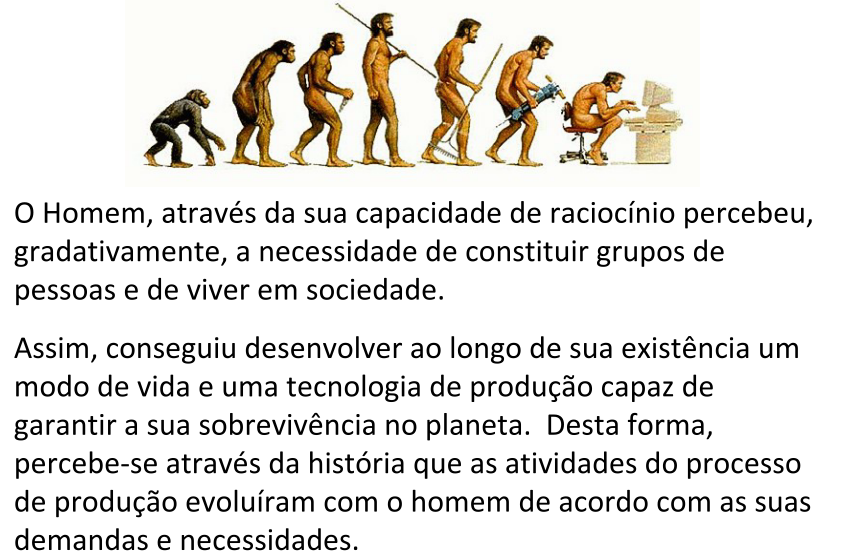 O Homem, através da sua capacidade de raciocínio percebeu,
gradativamente, a necessidade de constituir grupos de
pessoas e de viver em sociedade.
Assim, conseguiu desenvolver ao longo de sua existência um
modo de vida e uma tecnologia de produção capaz de
garantir a sua sobrevivência no planeta.  Desta forma,
percebe-se através da história que as atividades do processo
de produção evoluíram com o homem de acordo com as suas
demandas e necessidades.